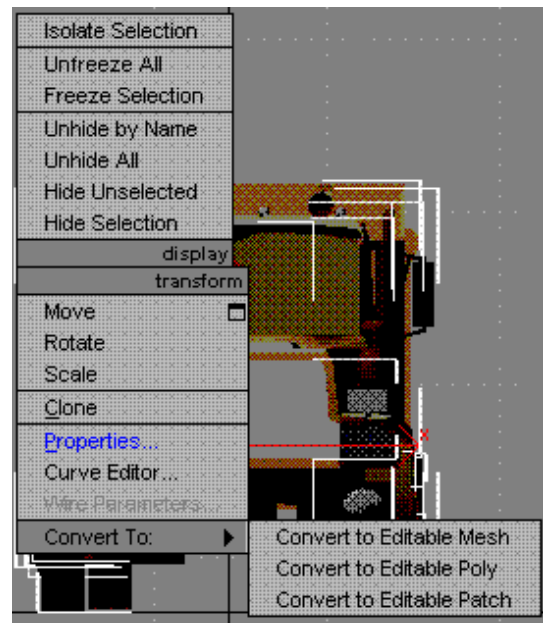 Isolate Selection
Unfreeze All
Freeze Selection
Unhide by Name
Unhide All
Hide Unselected
Hide Selection
display
transform
Move
Rotate
Scale
Clone
Properties...
Curve Editor...
Wire Parameters...
Convert To:
Convert to Editable Mesh
Convert to Editable Poly
Convert to Editable Patch
x